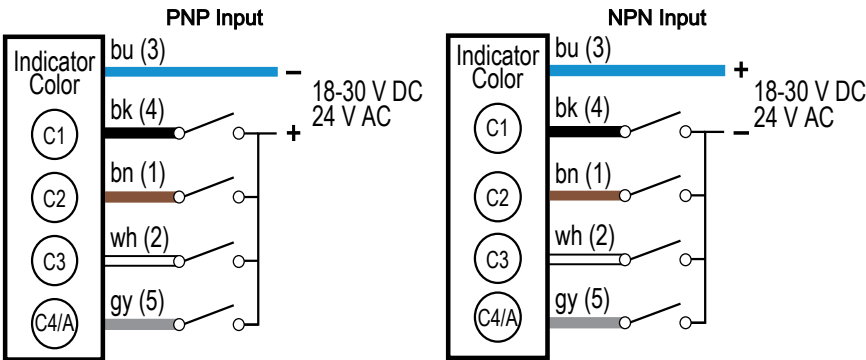 PNP Input
Indicator
Color
bu (3)
–
18-30 V DC
24 V AC
C1
bk (4)
+
C2
bn (1)
C3
wh (2)
C4/A
gy (5)
NPN Input
Indicator
Color
bu (3)
+
18-30 V DC
24 V AC
C1
bk (4)
–
C2
bn (1)
C3
wh (2)
C4/A
gy (5)